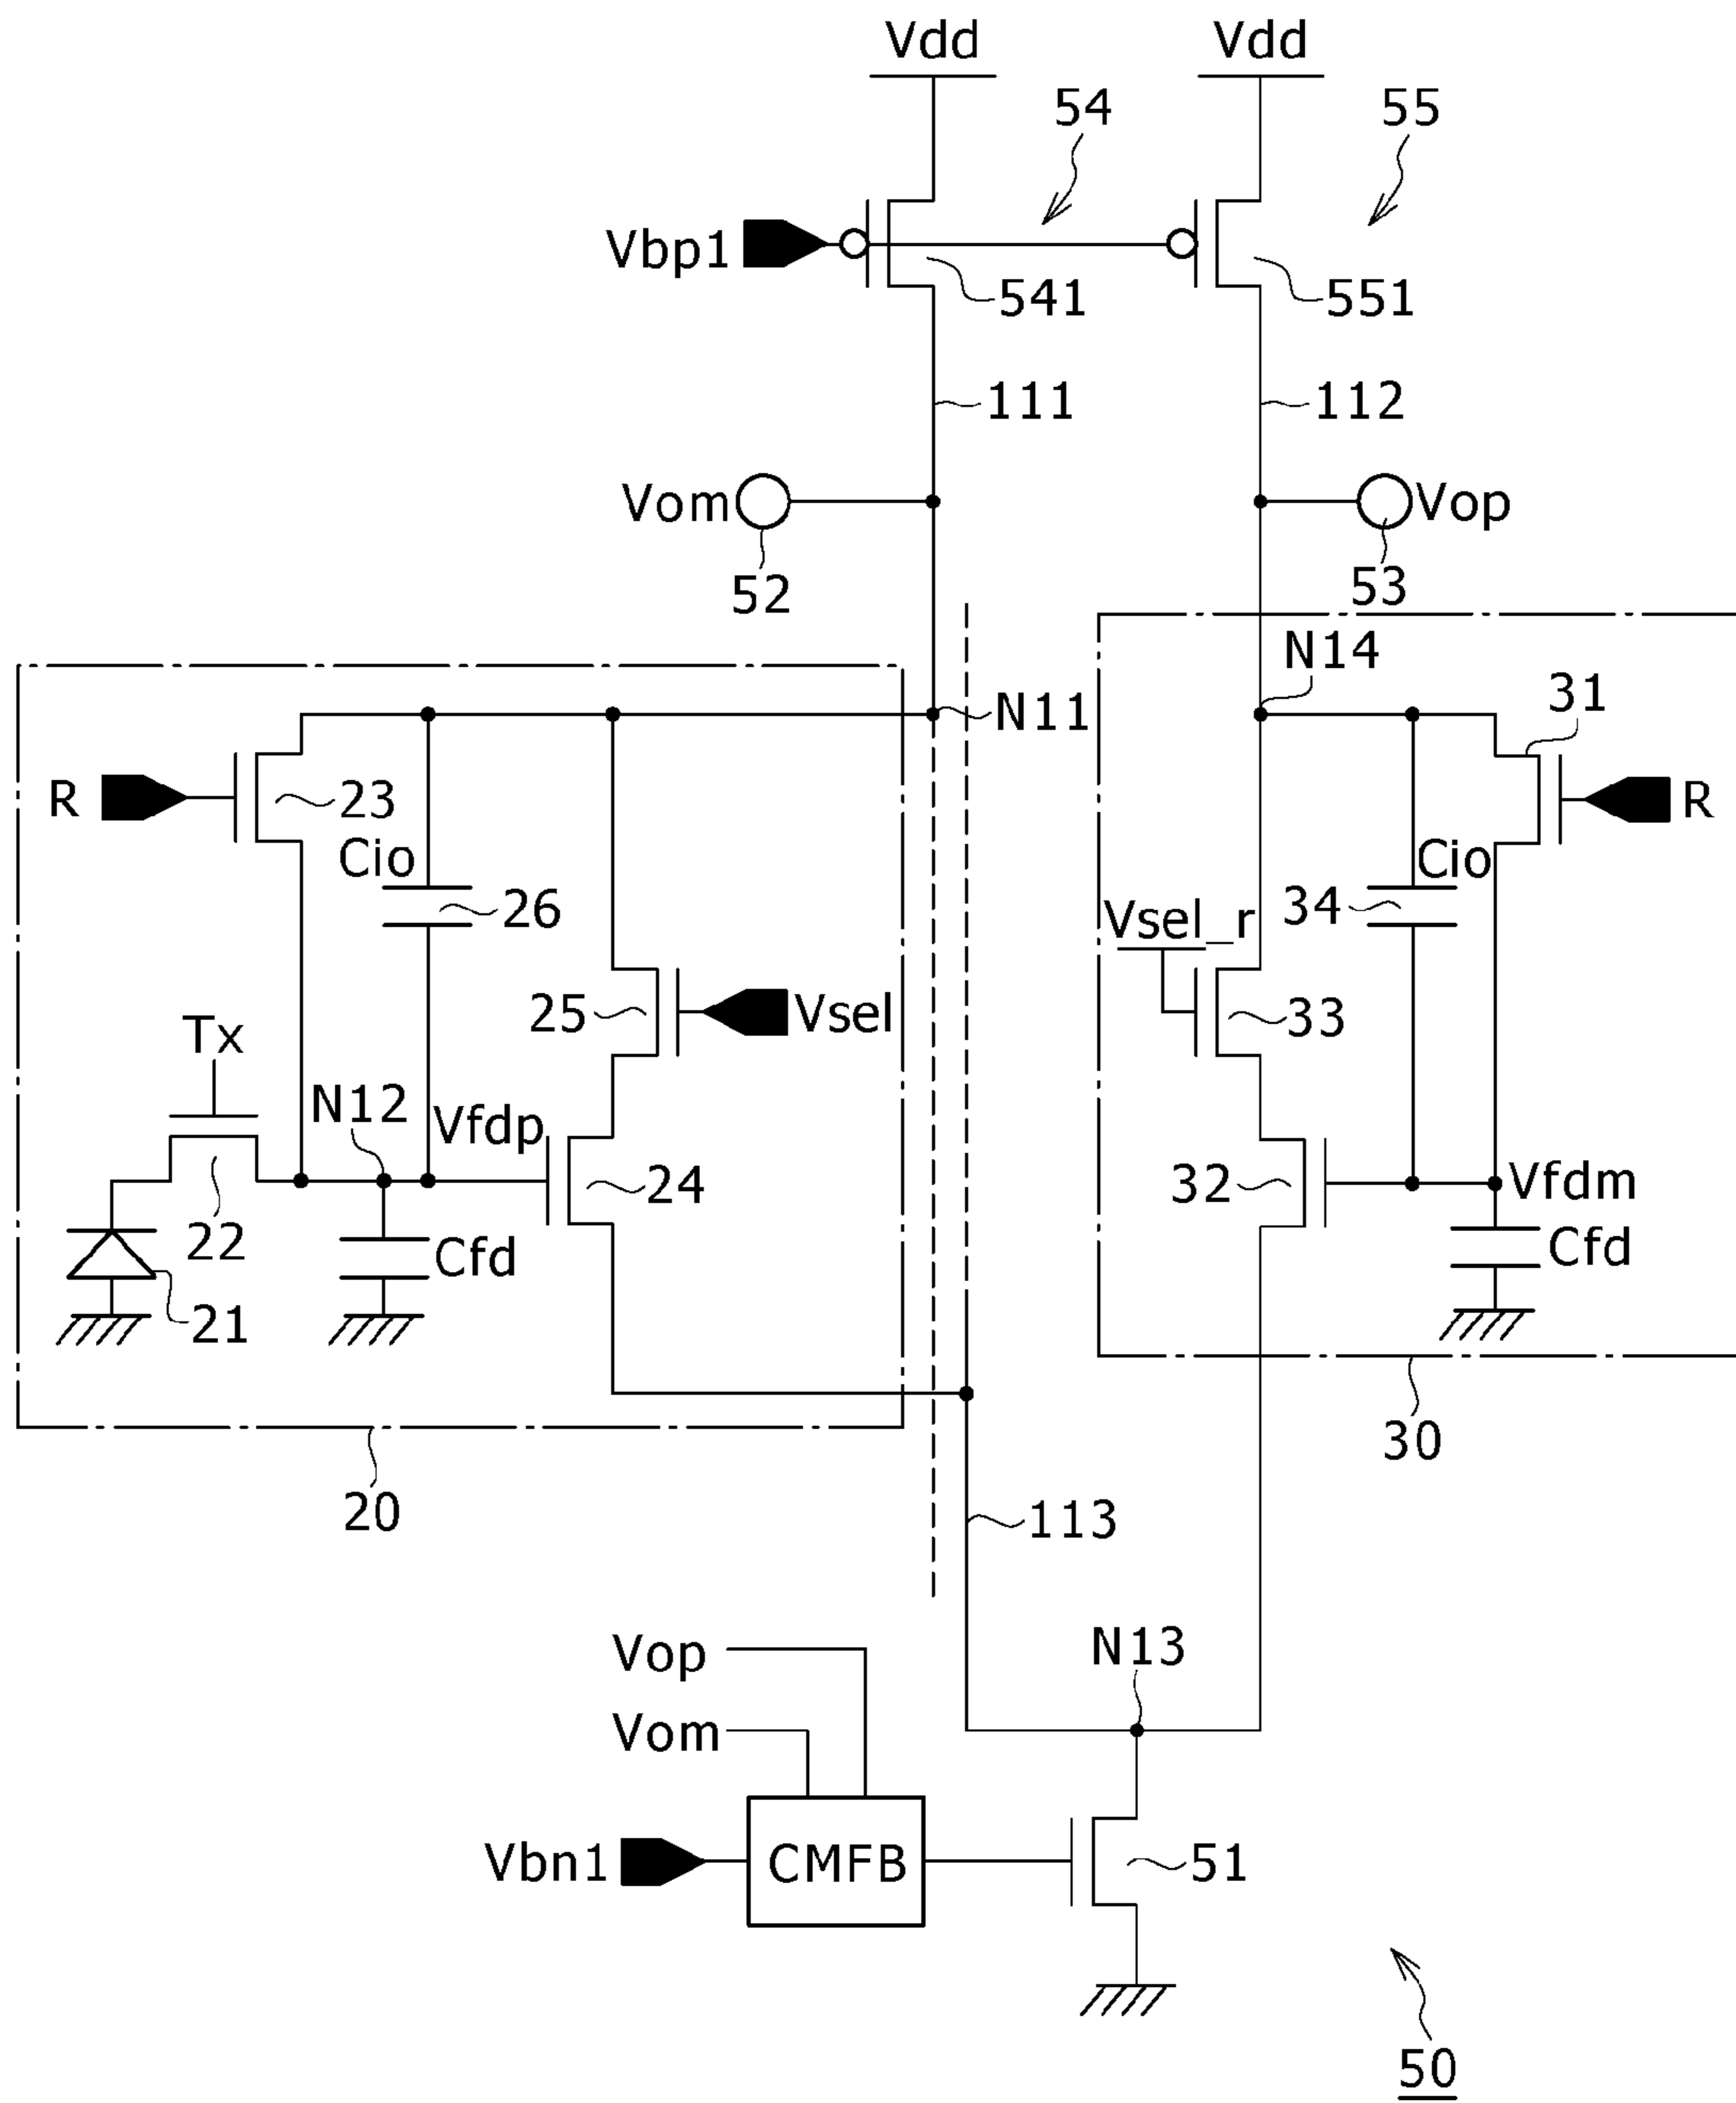 Vdd Vdd
54 55
Vbp1
541 551
111 112
Vom Vop
52 53
N14
31
N11
R 23 R
Cio Cio
26 34
Vsel_r
25 Vsel 33
Tx
N12 Vfdp
24 32 Vfdm
22 Cfd Cfd
21
30
20
113
Vop N13
Vom
Vbn1 CMFB 51
50